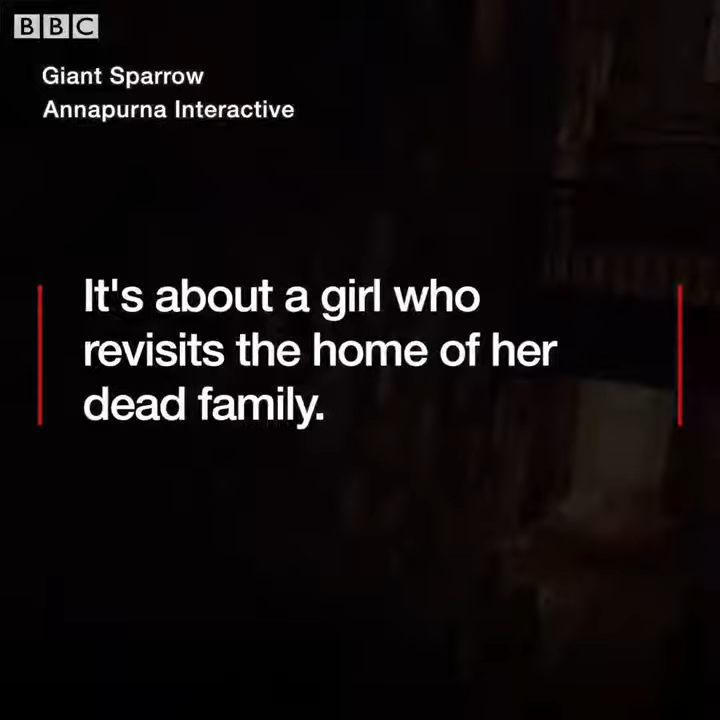 BBC
Giant Sparrow
Annapurna Interactive
It's about a girl who
revisits the home of her
dead family.